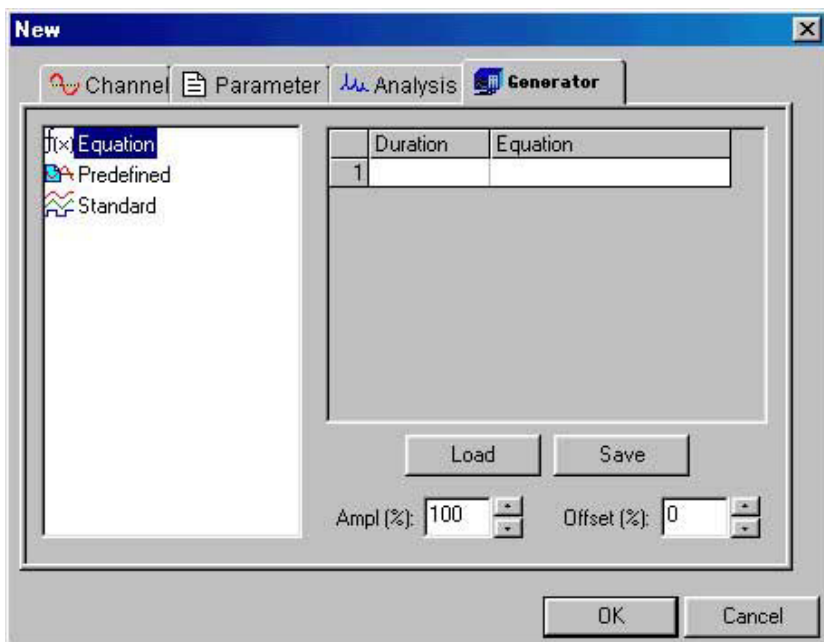 New
Channel Parameter Analysis Generator
f(x) Equation
Predefined
Standard
Duration Equation
1
Load Save
Ampl (%): 100 Offset (%): 0
OK Cancel